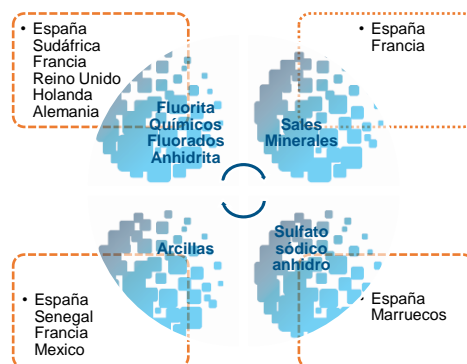 • España
Sudáfrica
Francia
Reino Unido
Holanda
Alemania
Fluorita
Químicos
Fluorados
Anhidrita
• España
Francia
Sales
Minerales
Arcillas
• España
Senegal
Francia
Mexico
Sulfato
sódico
anhidro
• España
Marruecos